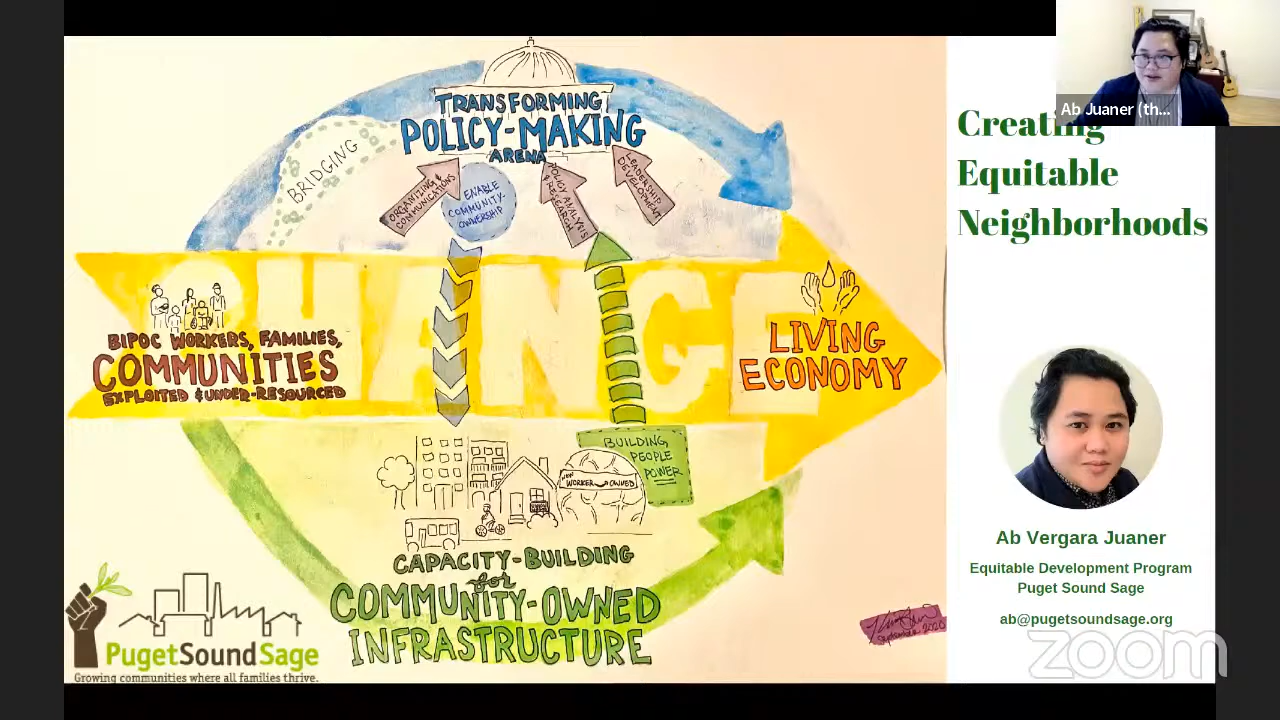 TRANSFORMING
POLICY-MAKING
ARENA
BRIDGING
ORGANIZING &
COMMUNICATIONS
ENABLE
COMMUNITY-
OWNERSHIP
POLICY ANALYSIS
& RESEARCH
LEADERSHIP
DEVELOPMENT
CHANGE
BIPOC WORKERS, FAMILIES,
COMMUNITIES
EXPLOITED & UNDER-RESOURCED
LIVING
ECONOMY
BUILDING
PEOPLE
POWER
WORKER OWNED
CAPACITY-BUILDING
for
COMMUNITY-OWNED
INFRASTRUCTURE
PugetSoundSage
Growing communities where all families thrive.
September 2020
Ab Juaner (th...
Creating
Equitable
Neighborhoods
Ab Vergara Juaner
Equitable Development Program
Puget Sound Sage
ab@pugetsoundsage.org
zoom